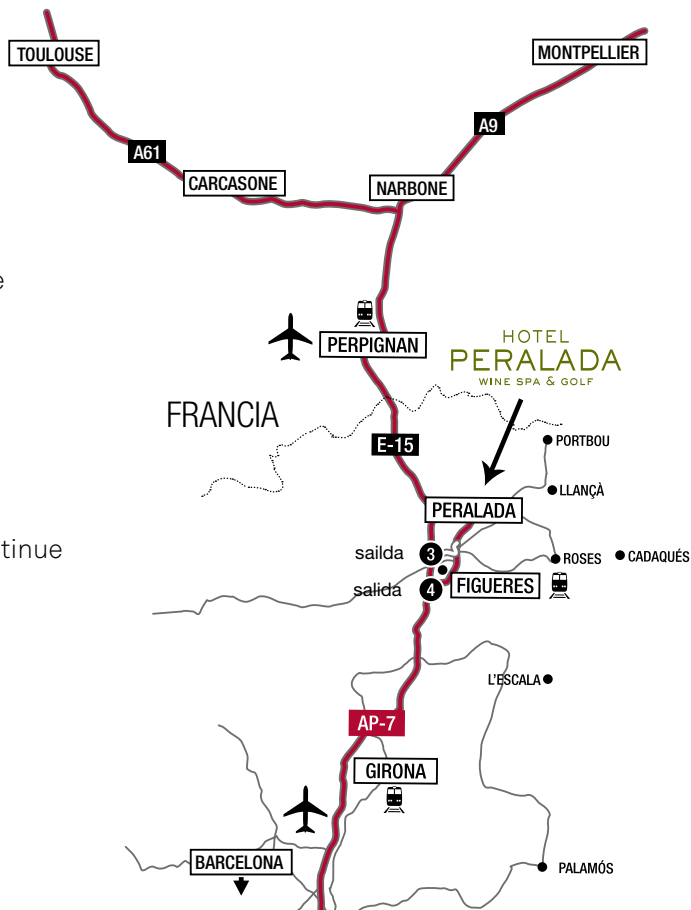 TOULOUSE
MONTPELLIER
A9
A61
CARCASONE
NARBONE
e
HOTEL
PERALADA
WINE SPA & GOLF
PERPIGNAN
FRANCIA
E-15
PORTBOU
LLANÇÀ
PERALADA
tinue
sailda
3
ROSES
CADAQUÉS
salida
4
FIGUERES
L'ESCALA
AP-7
GIRONA
BARCELONA
PALAMÓS